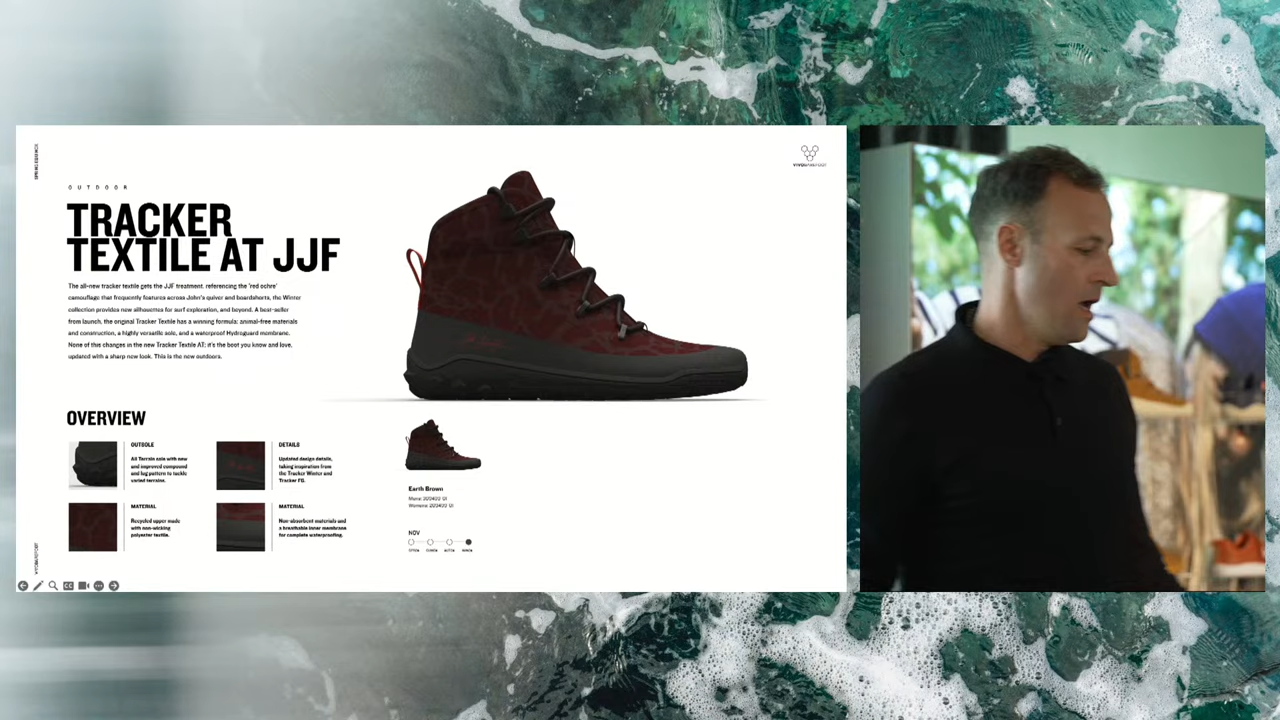 OUTDOOR
TRACKER
TEXTILE AT JJF
The all-new tracker textile gets the JJF treatment. referencing the 'red ochre'
camouflage that frequently features across John's quiver and boardshorts, the Winter
collection provides new silhouettes for surf exploration, and beyond. A best-seller
from launch, the original Tracker Textile has a winning formula: animal-free materials
and construction, a highly versatile sole, and a waterproof Hydroguard membrane.
None of this changes in the new Tracker Textile AT: it's the boot you know and love,
updated with a sharp new look. This is the new outdoors.
VIVOBAREFOOT
OVERVIEW
OUTSOLE
All Terrain sole with new
and improved compound
and lug pattern to tackle
varied terrains.
DETAILS
Updated design details,
taking inspiration from
the Tracker Winter and
Tracker FG.
MATERIAL
Recycled upper made
with non-wicking
polyester textile.
MATERIAL
Non-absorbent materials and
a breathable inner membrane
for complete waterproofing.
Earth Brown
NOV
VIVOBAREFOOT
CC